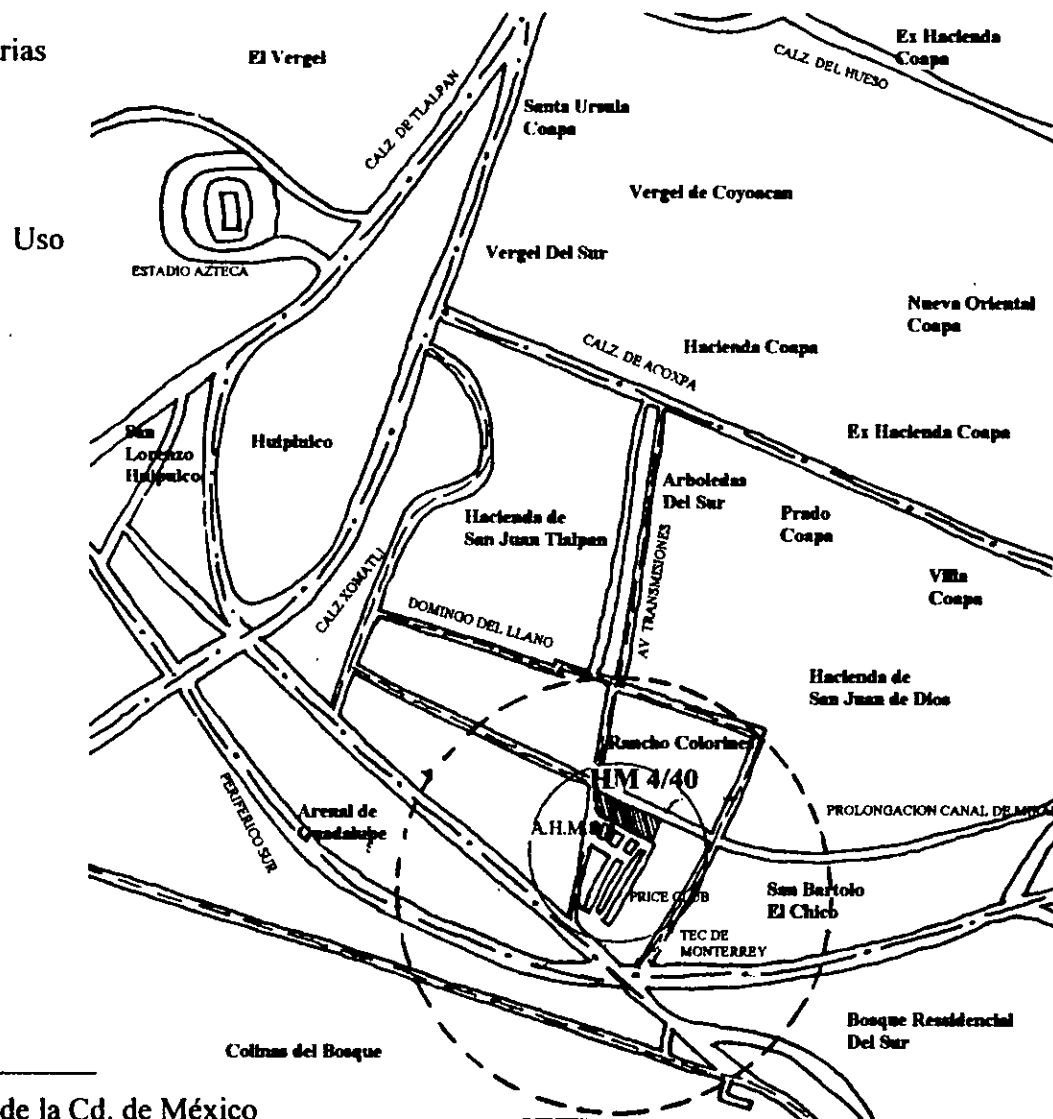 rias
El Vergel
Ex Hacienda
Coapa
CALZ. DEL HUESO
CALZ. DE TLALPAN
Santa Ursula
Coapa
Vergel de Coyoacan
Uso
Vergel Del Sur
ESTADIO AZTECA
Nueva Oriental
Coapa
CALZ. DE ACOXPA
Hacienda Coapa
San
Lorenzo
Huipulco
Huipulco
Ex Hacienda Coapa
Arboledas
Del Sur
Hacienda de
San Juan Tlalpan
Prado
Coapa
AV TRANSMISIONES
Villa
Coapa
CALZ XOMATLI
DOMINGO DEL LLANO
Hacienda de
San Juan de Dios
Rancho Colorines
HM 4/40
PERIFERICO SUR
Arenal de
Guadalupe
A.H.M.
PROLONGACION CANAL DE MIRA
PRICE CLUB
San Bartolo
El Chico
TEC DE
MONTERREY
Bosque Ressidencial
Del Sur
Colinas del Bosque
de la Cd. de México